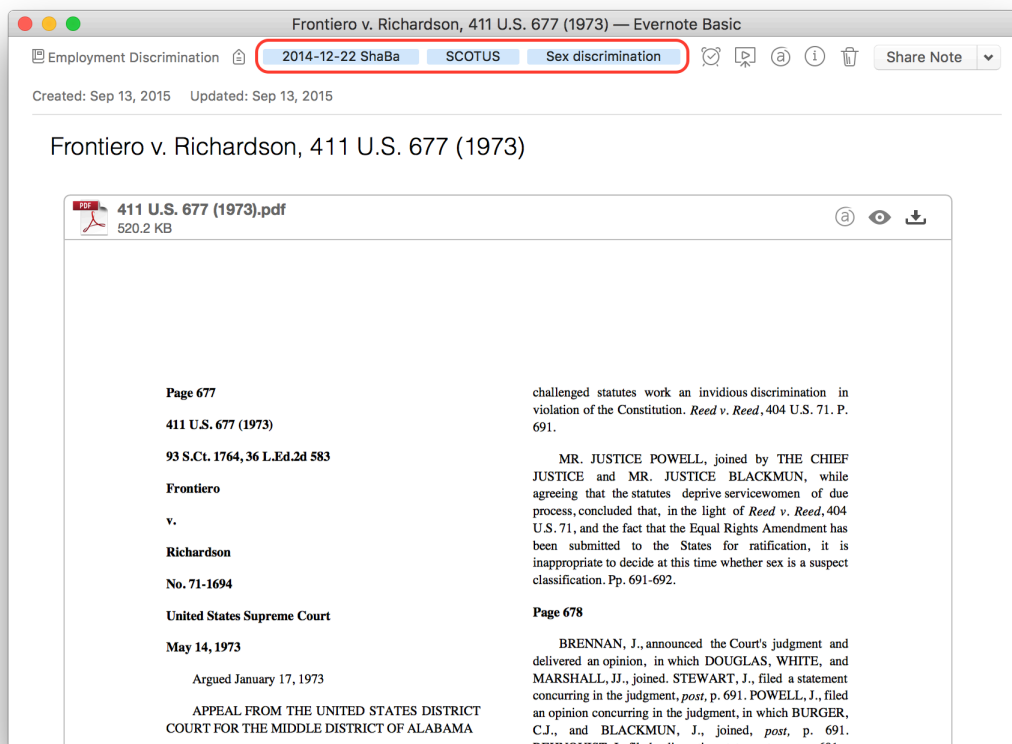 Frontiero v. Richardson, 411 U.S. 677 (1973) — Evernote Basic
Employment Discrimination
2014-12-22 ShaBa
SCOTUS
Sex discrimination
Share Note
Created: Sep 13, 2015 Updated: Sep 13, 2015
Frontiero v. Richardson, 411 U.S. 677 (1973)
PDF
411 U.S. 677 (1973).pdf
520.2 KB
Page 677
411 U.S. 677 (1973)
93 S.Ct. 1764, 36 L.Ed.2d 583
Frontiero
v.
Richardson
No. 71-1694
United States Supreme Court
May 14, 1973
Argued January 17, 1973
APPEAL FROM THE UNITED STATES DISTRICT
COURT FOR THE MIDDLE DISTRICT OF ALABAMA
challenged statutes work an invidious discrimination in
violation of the Constitution. Reed v. Reed, 404 U.S. 71. P.
691.
MR. JUSTICE POWELL, joined by THE CHIEF
JUSTICE and MR. JUSTICE BLACKMUN, while
agreeing that the statutes deprive servicewomen of due
process, concluded that, in the light of Reed v. Reed, 404
U.S. 71, and the fact that the Equal Rights Amendment has
been submitted to the States for ratification, it is
inappropriate to decide at this time whether sex is a suspect
classification. Pp. 691-692.
Page 678
BRENNAN, J., announced the Court's judgment and
delivered an opinion, in which DOUGLAS, WHITE, and
MARSHALL, JJ., joined. STEWART, J., filed a statement
concurring in the judgment, post, p. 691. POWELL, J., filed
an opinion concurring in the judgment, in which BURGER,
C.J., and BLACKMUN, J., joined, post, p. 691.